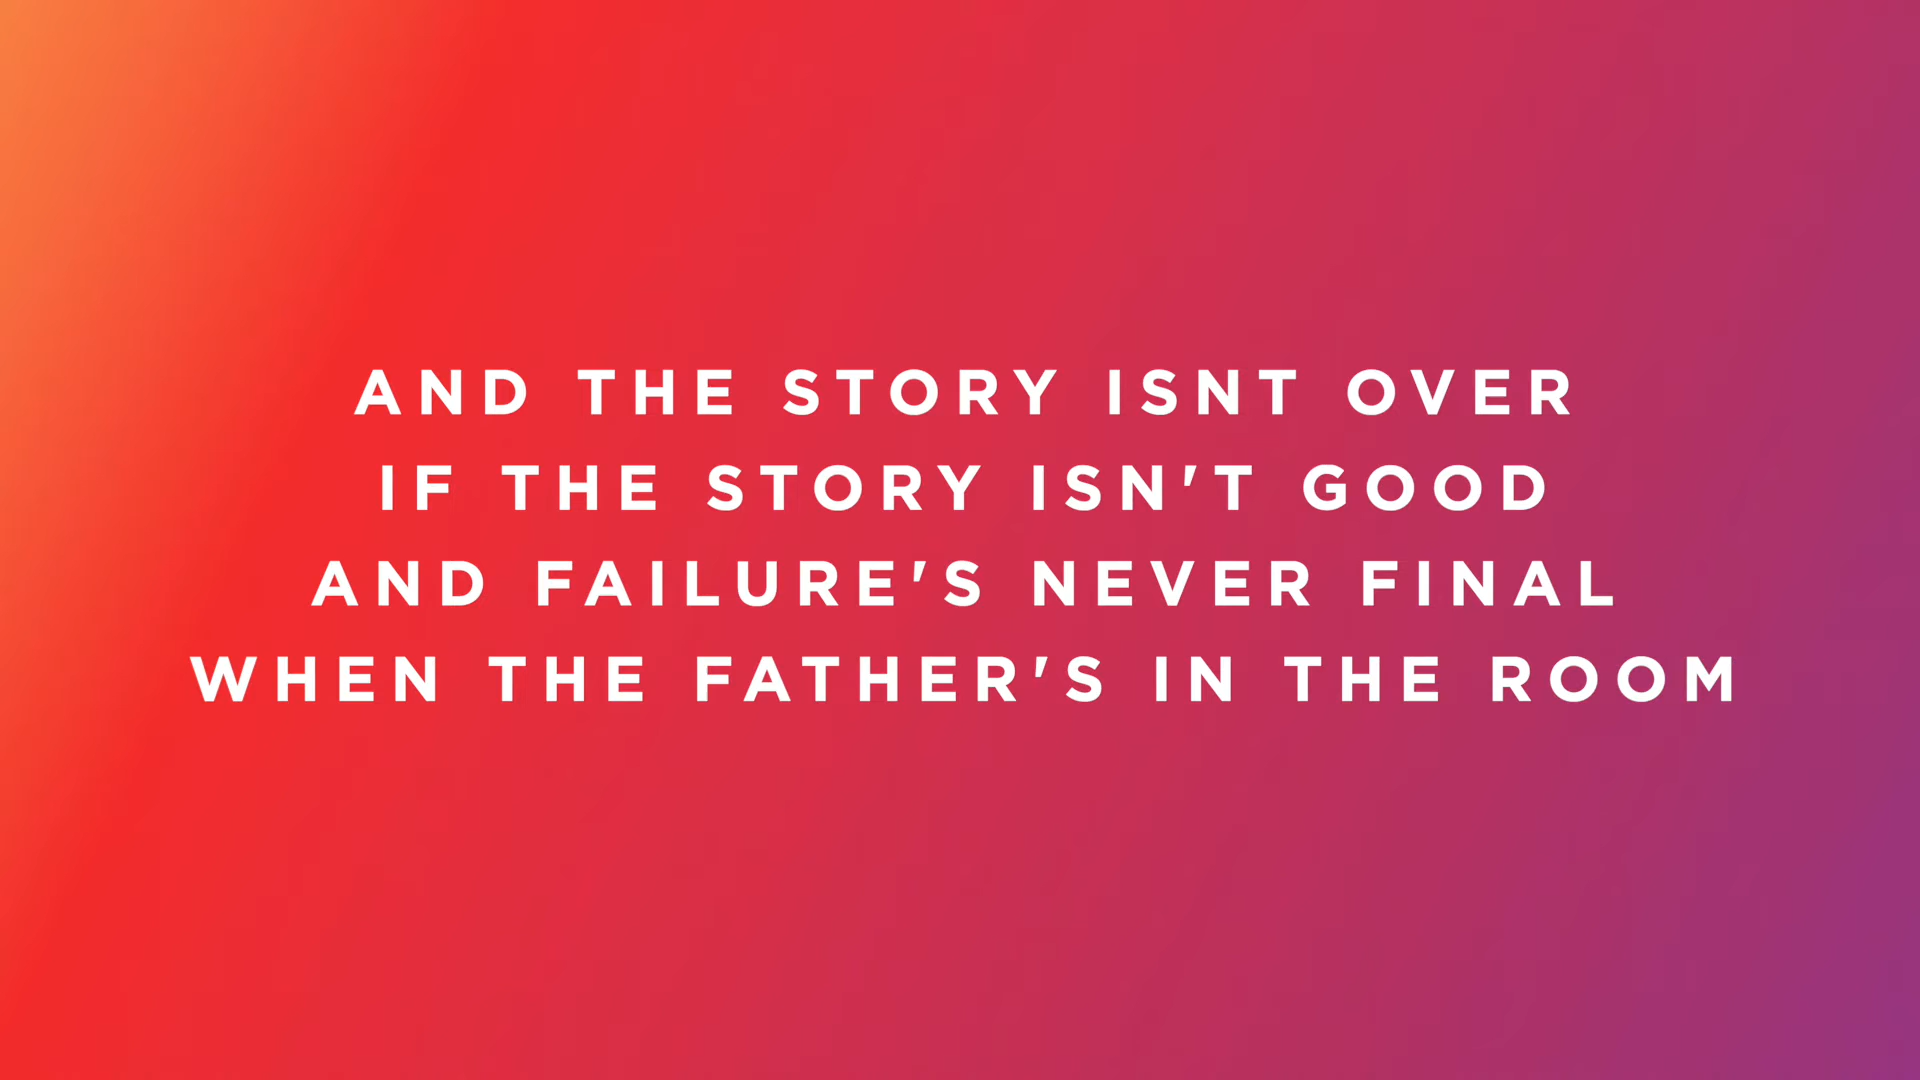 AND THE STORY ISNT OVER
IF THE STORY ISN'T GOOD
AND FAILURE'S NEVER FINAL
WHEN THE FATHER'S IN THE ROOM